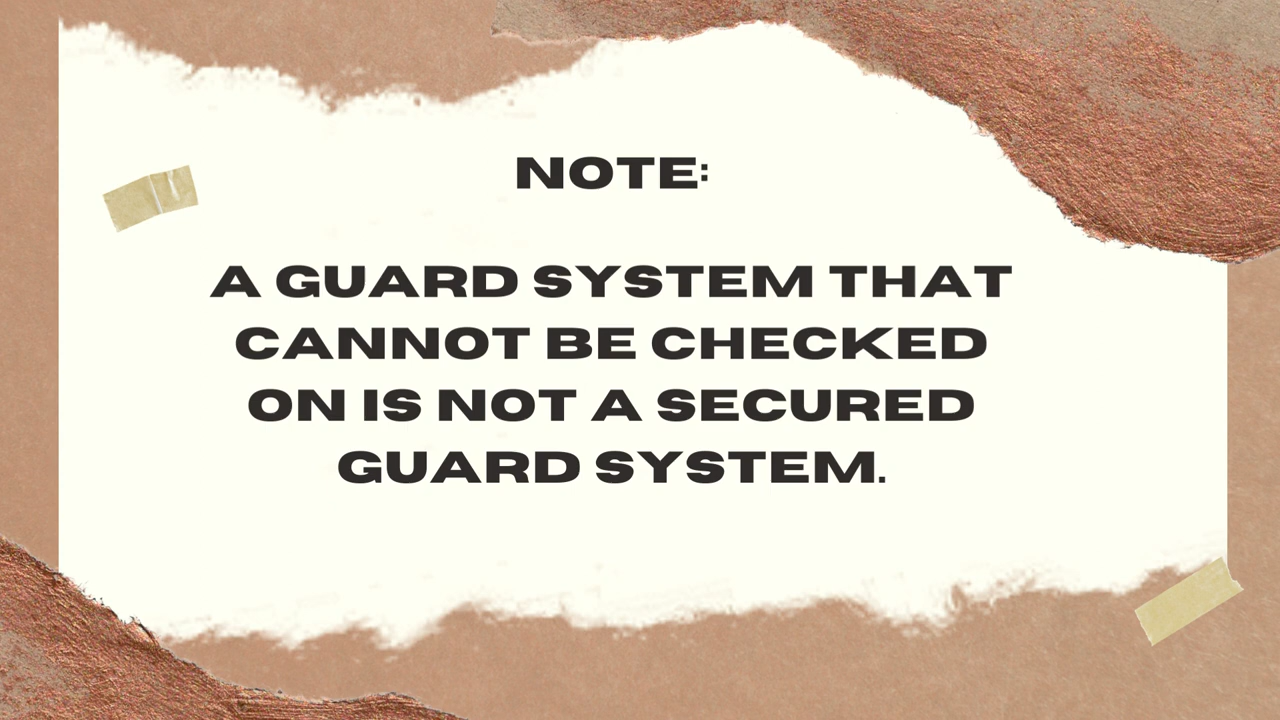 NOTE:
A GUARD SYSTEM THAT
CANNOT BE CHECKED
ON IS NOT A SECURED
GUARD SYSTEM.